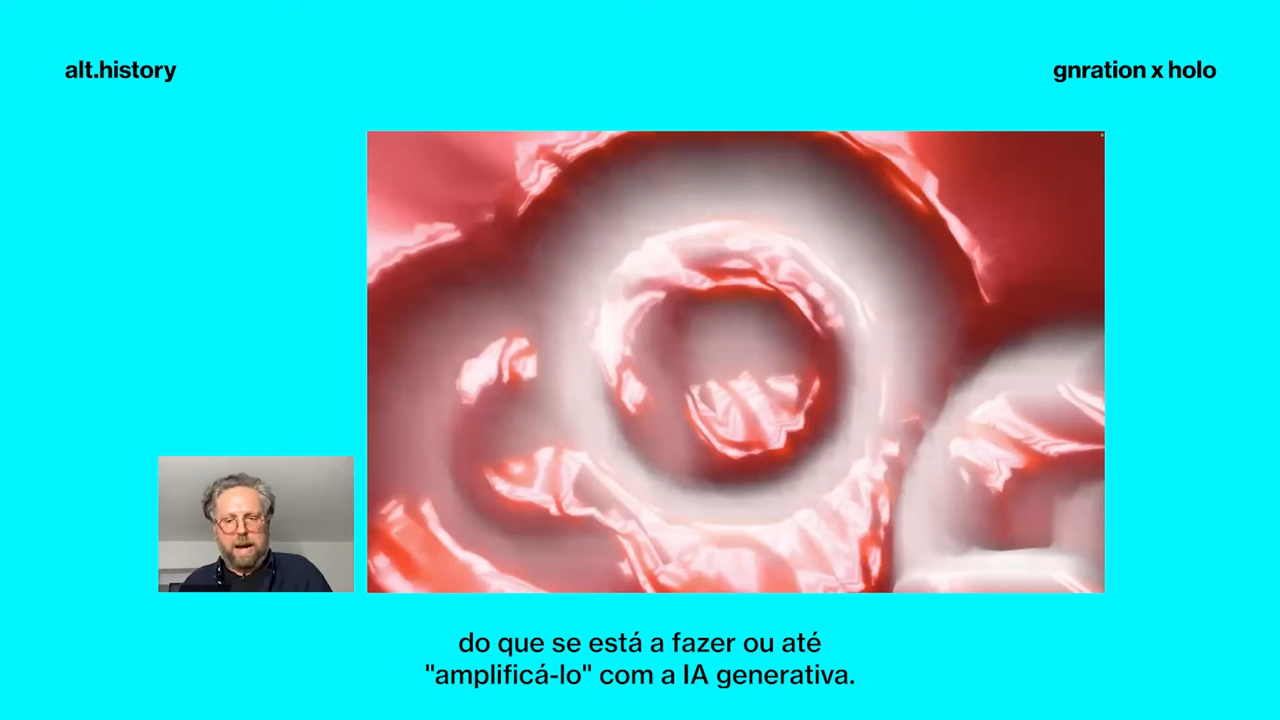 alt.history
gnration x holo
do que se está a fazer ou até
"amplificá-lo" com a IA generativa.